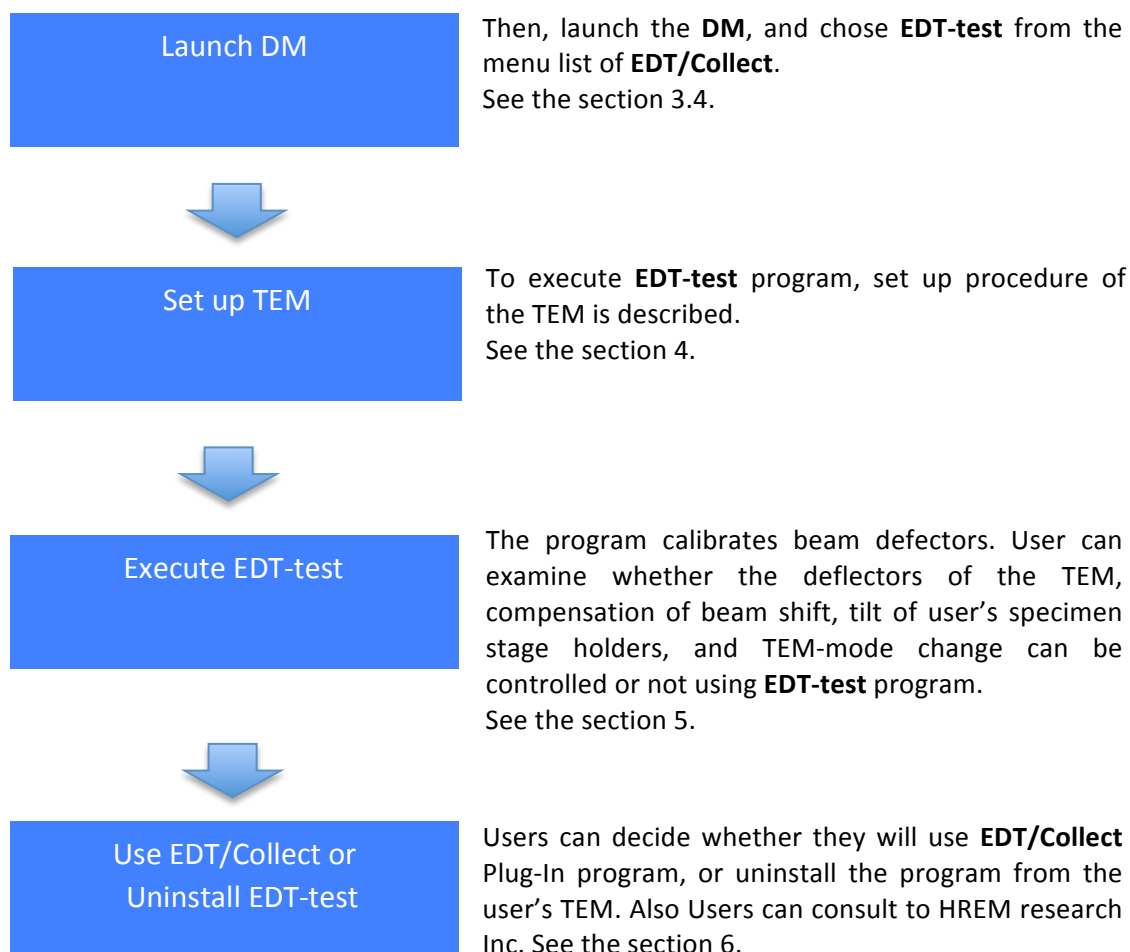 Launch DM
Then, launch the DM, and chose EDT-test from the
menu list of EDT/Collect.
See the section 3.4.
Set up TEM
To execute EDT-test program, set up procedure of
the TEM is described.
See the section 4.
Execute EDT-test
The program calibrates beam defectors. User can
examine whether the deflectors of the TEM,
compensation of beam shift, tilt of user’s specimen
stage holders, and TEM-mode change can be
controlled or not using EDT-test program.
See the section 5.
Use EDT/Collect or
Uninstall EDT-test
Users can decide whether they will use EDT/Collect
Plug-In program, or uninstall the program from the
user’s TEM. Also Users can consult to HREM research
Inc. See the section 6.